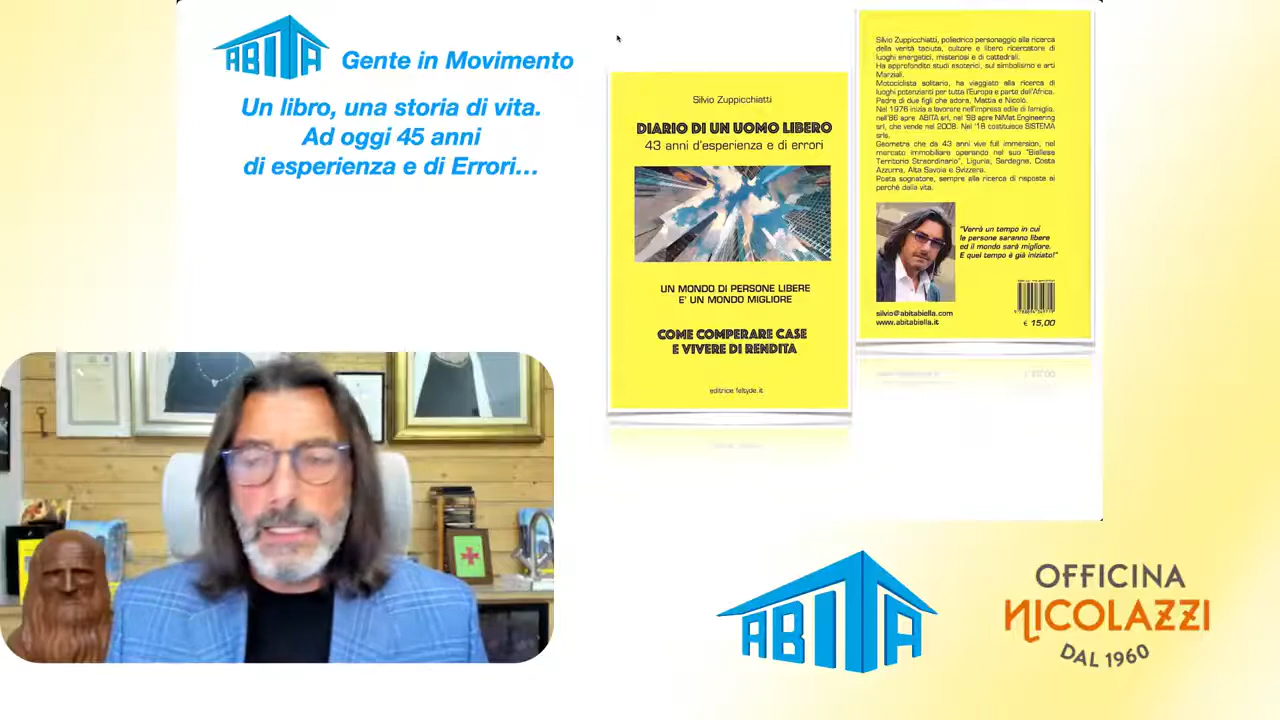 ABITA
Gente in Movimento
Un libro, una storia di vita.
Ad oggi 45 anni
di esperienza e di Errori...
Silvio Zuppicchiatti
DIARIO DI UN UOMO LIBERO
43 anni d'esperienza e di errori
UN MONDO DI PERSONE LIBERE
E' UN MONDO MIGLIORE
COME COMPERARE CASE
E VIVERE DI RENDITA
editrice feltyde.it
Silvio Zuppicchiatti, poliedrico personaggio alla ricerca
della verità taciuta, cultore e libero ricercatore di
luoghi energetici, misteriosi e di cattedrali.
Ha approfondito studi esoterici, sul simbolismo e arti
Marziali.
Motociclista solitario, ha viaggiato alla ricerca di
luoghi potenzianti per tutta l'Europa e parte dell'Africa.
Padre di due figli che adora, Mattia e Nicolò.
Nel 1976 inizia a lavorare nell'impresa edile di famiglia,
nell'86 apre ABITA srl, nel '98 apre NiMat Engineering
srl, che vende nel 2008. Nel '18 costituisce SISTEMA
srls.
Geometra che da 43 anni vive full immersion, nel
mercato immobiliare operando nel suo "Biellese
Territorio Straordinario", Liguria, Sardegna, Costa
Azzurra, Alta Savoia e Svizzera.
Poeta sognatore, sempre alla ricerca di risposte ai
perché della vita.
"Verrà un tempo in cui
le persone saranno libere
ed il mondo sarà migliore.
E quel tempo è già iniziato!"
silvio@abitabiella.com
www.abitabiella.it
€ 15,00
ABITA
OFFICINA
NICOLAZZI
DAL 1960